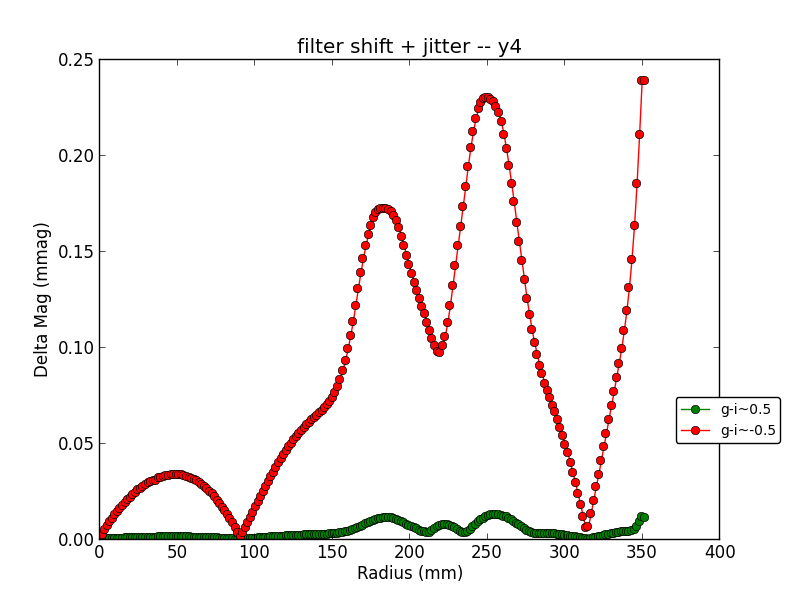 filter shift + jitter -- y4
0.25
0.20
0.15
0.10
0.05
0.00
Delta Mag (mmag)
g-i~0.5
g-i~-0.5
0 50 100 150 200 250 300 350 400
Radius (mm)